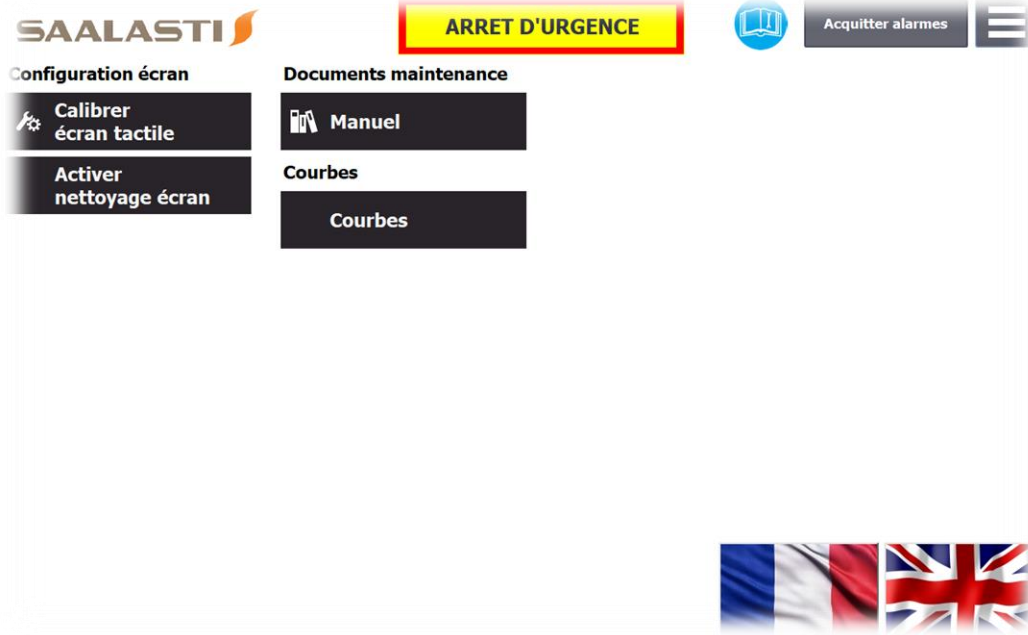 SAALASTI
ARRET D'URGENCE
Acquitter alarmes
Configuration écran
Documents maintenance
Calibrer
écran tactile
Manuel
Activer
nettoyage écran
Courbes
Courbes